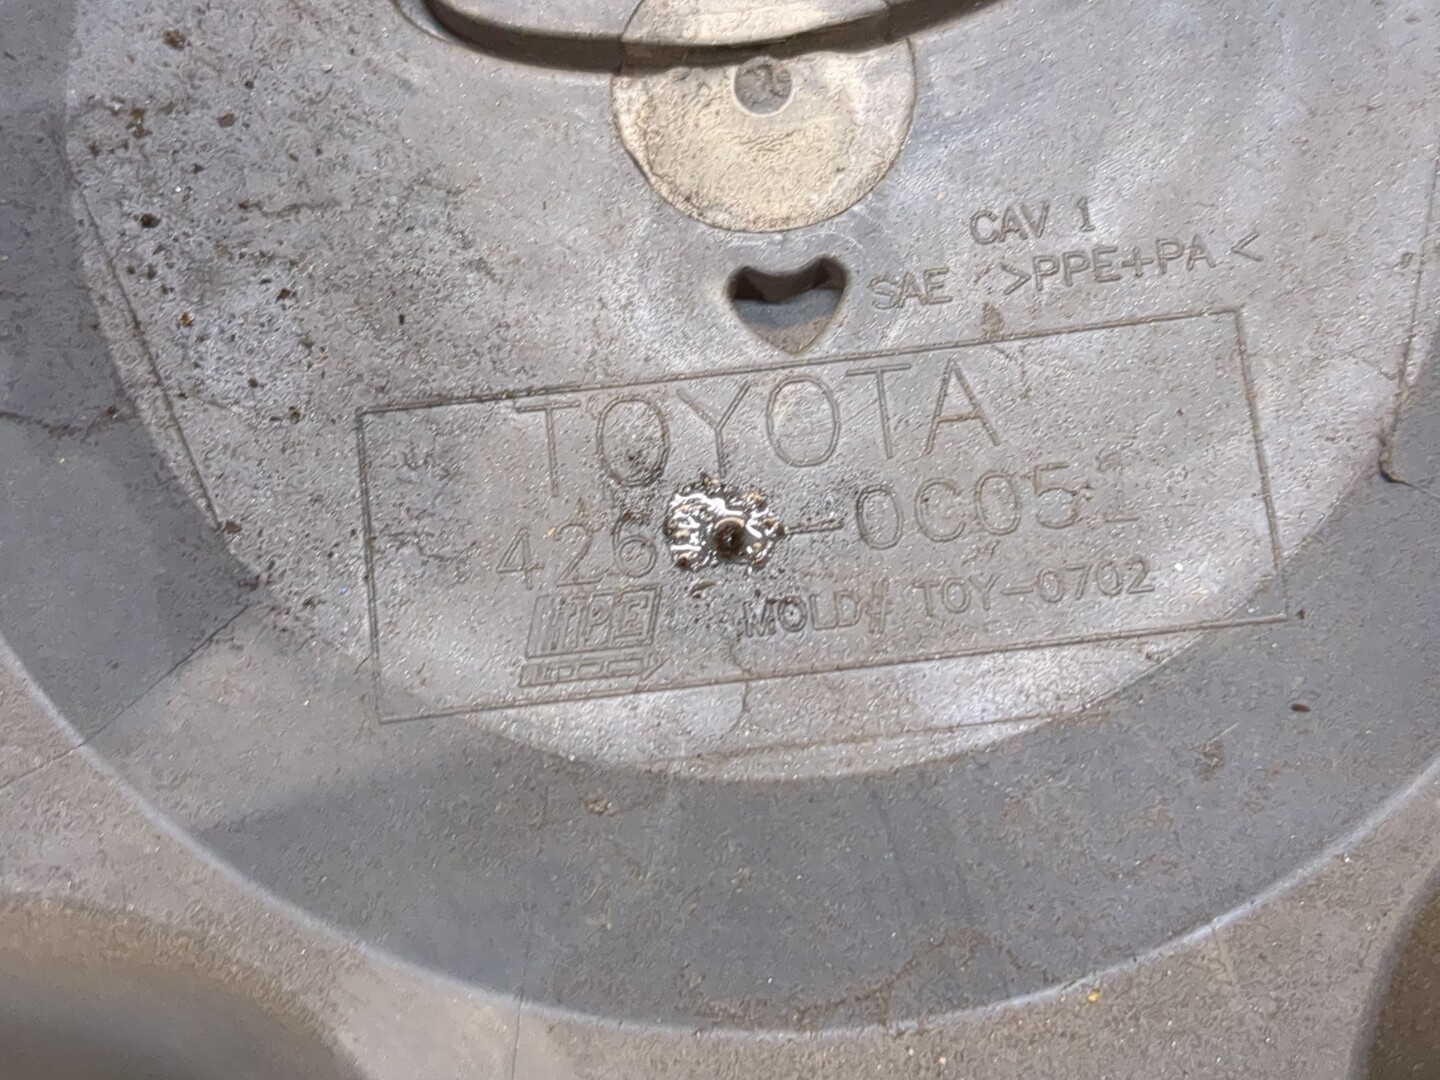 CAV 1
SAE >PPE+PA<
TOYOTA
426 -0C05
MOLD# TOY-0702